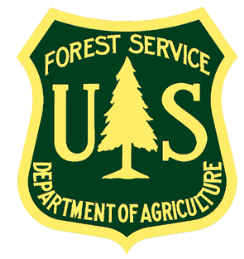 FOREST SERVICE
U S
DEPARTMENT OF AGRICULTURE